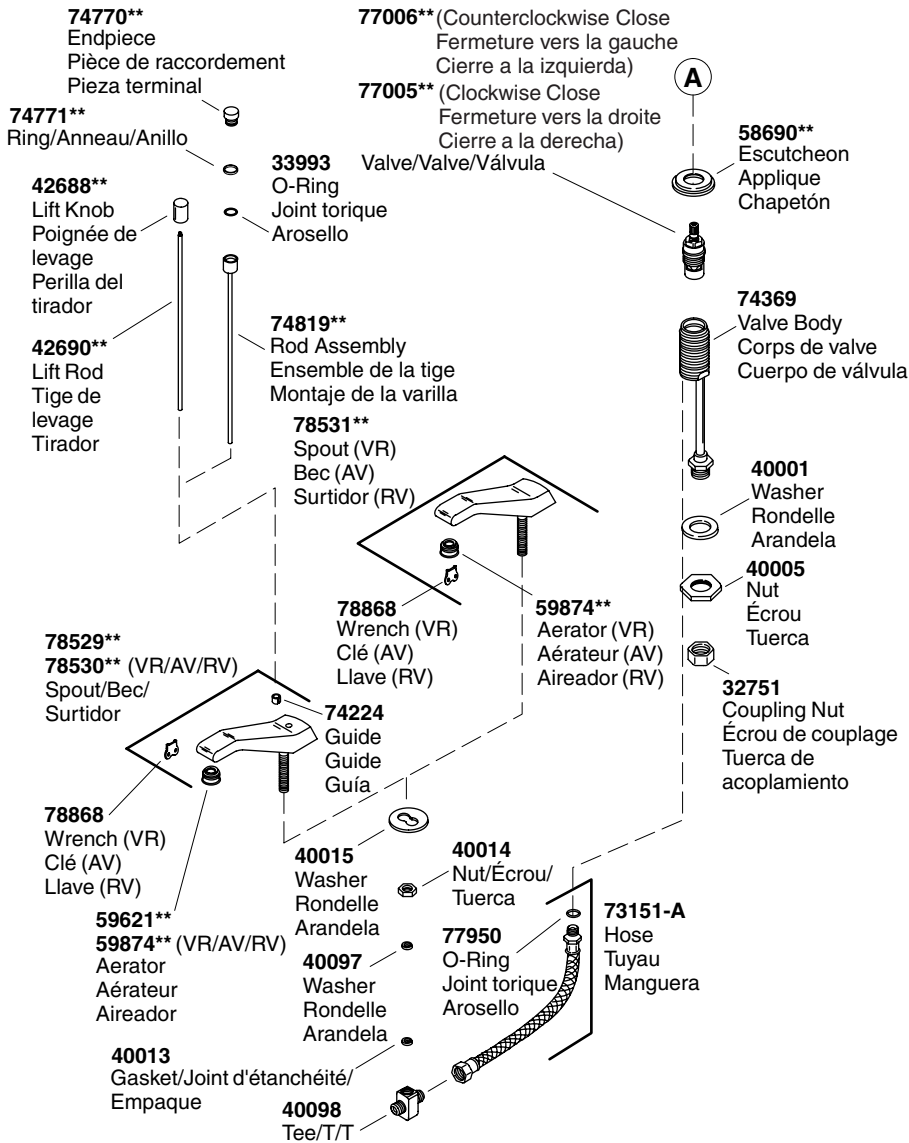 74770**
Endpiece
Pièce de raccordement
Pieza terminal
74771**
Ring/Anneau/Anillo
42688**
Lift Knob
Poignée de
levage
Perilla del
tirador
42690**
Lift Rod
Tige de
levage
Tirador
33993
O-Ring
Joint torique
Arosello
74819**
Rod Assembly
Ensemble de la tige
Montaje de la varilla
77006** (Counterclockwise Close
Fermeture vers la gauche
Cierre a la izquierda)
77005** (Clockwise Close
Fermeture vers la droite
Cierre a la derecha)
Valve/Valve/Válvula
A
58690**
Escutcheon
Applique
Chapetón
74369
Valve Body
Corps de valve
Cuerpo de válvula
78531**
Spout (VR)
Bec (AV)
Surtidor (RV)
40001
Washer
Rondelle
Arandela
40005
Nut
Écrou
Tuerca
32751
Coupling Nut
Écrou de couplage
Tuerca de
acoplamiento
78868
Wrench (VR)
Clé (AV)
Llave (RV)
59874**
Aerator (VR)
Aérateur (AV)
Aireador (RV)
78529**
78530** (VR/AV/RV)
Spout/Bec/
Surtidor
74224
Guide
Guide
Guía
78868
Wrench (VR)
Clé (AV)
Llave (RV)
59621**
59874** (VR/AV/RV)
Aerator
Aérateur
Aireador
40015
Washer
Rondelle
Arandela
40014
Nut/Écrou/
Tuerca
40097
Washer
Rondelle
Arandela
77950
O-Ring
Joint torique
Arosello
73151-A
Hose
Tuyau
Manguera
40013
Gasket/Joint d'étanchéité/
Empaque
40098
Tee/T/T